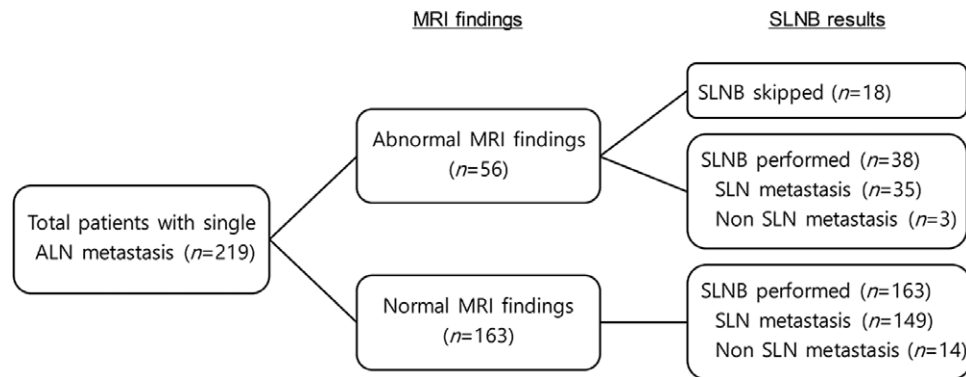 MRI findings
SLNB results
SLNB skipped (n=18)
Abnormal MRI findings
(n=56)
SLNB performed (n=38)
SLN metastasis (n=35)
Non SLN metastasis (n=3)
Total patients with single
ALN metastasis (n=219)
Normal MRI findings
(n=163)
SLNB performed (n=163)
SLN metastasis (n=149)
Non SLN metastasis (n=14)